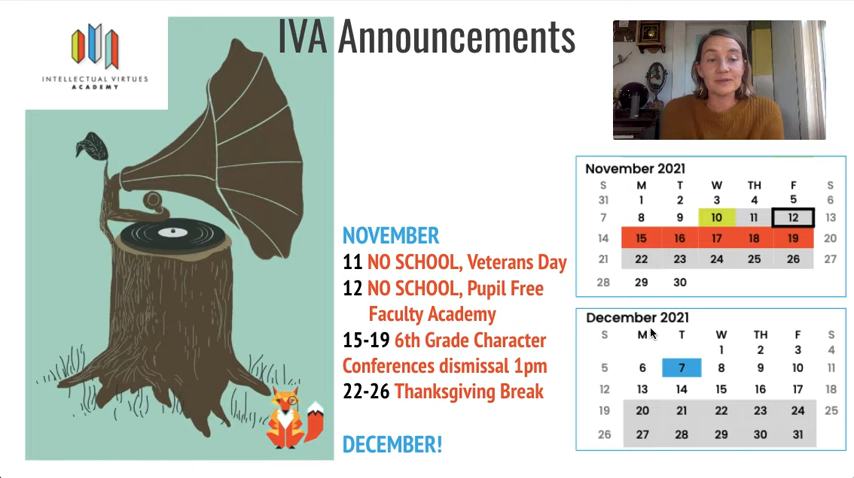 IVA Announcements
INTELLECTUAL VIRTUES
ACADEMY
NOVEMBER
11 NO SCHOOL, Veterans Day
12 NO SCHOOL, Pupil Free
Faculty Academy
15-19 6th Grade Character
Conferences dismissal 1pm
22-26 Thanksgiving Break
DECEMBER!
November 2021
S M T W TH F S
31 1 2 3 4 5 6
7 8 9 10 11 12 13
14 15 16 17 18 19 20
21 22 23 24 25 26 27
28 29 30
December 2021
S M T W TH F S
1 2 3 4
5 6 7 8 9 10 11
12 13 14 15 16 17 18
19 20 21 22 23 24 25
26 27 28 29 30 31